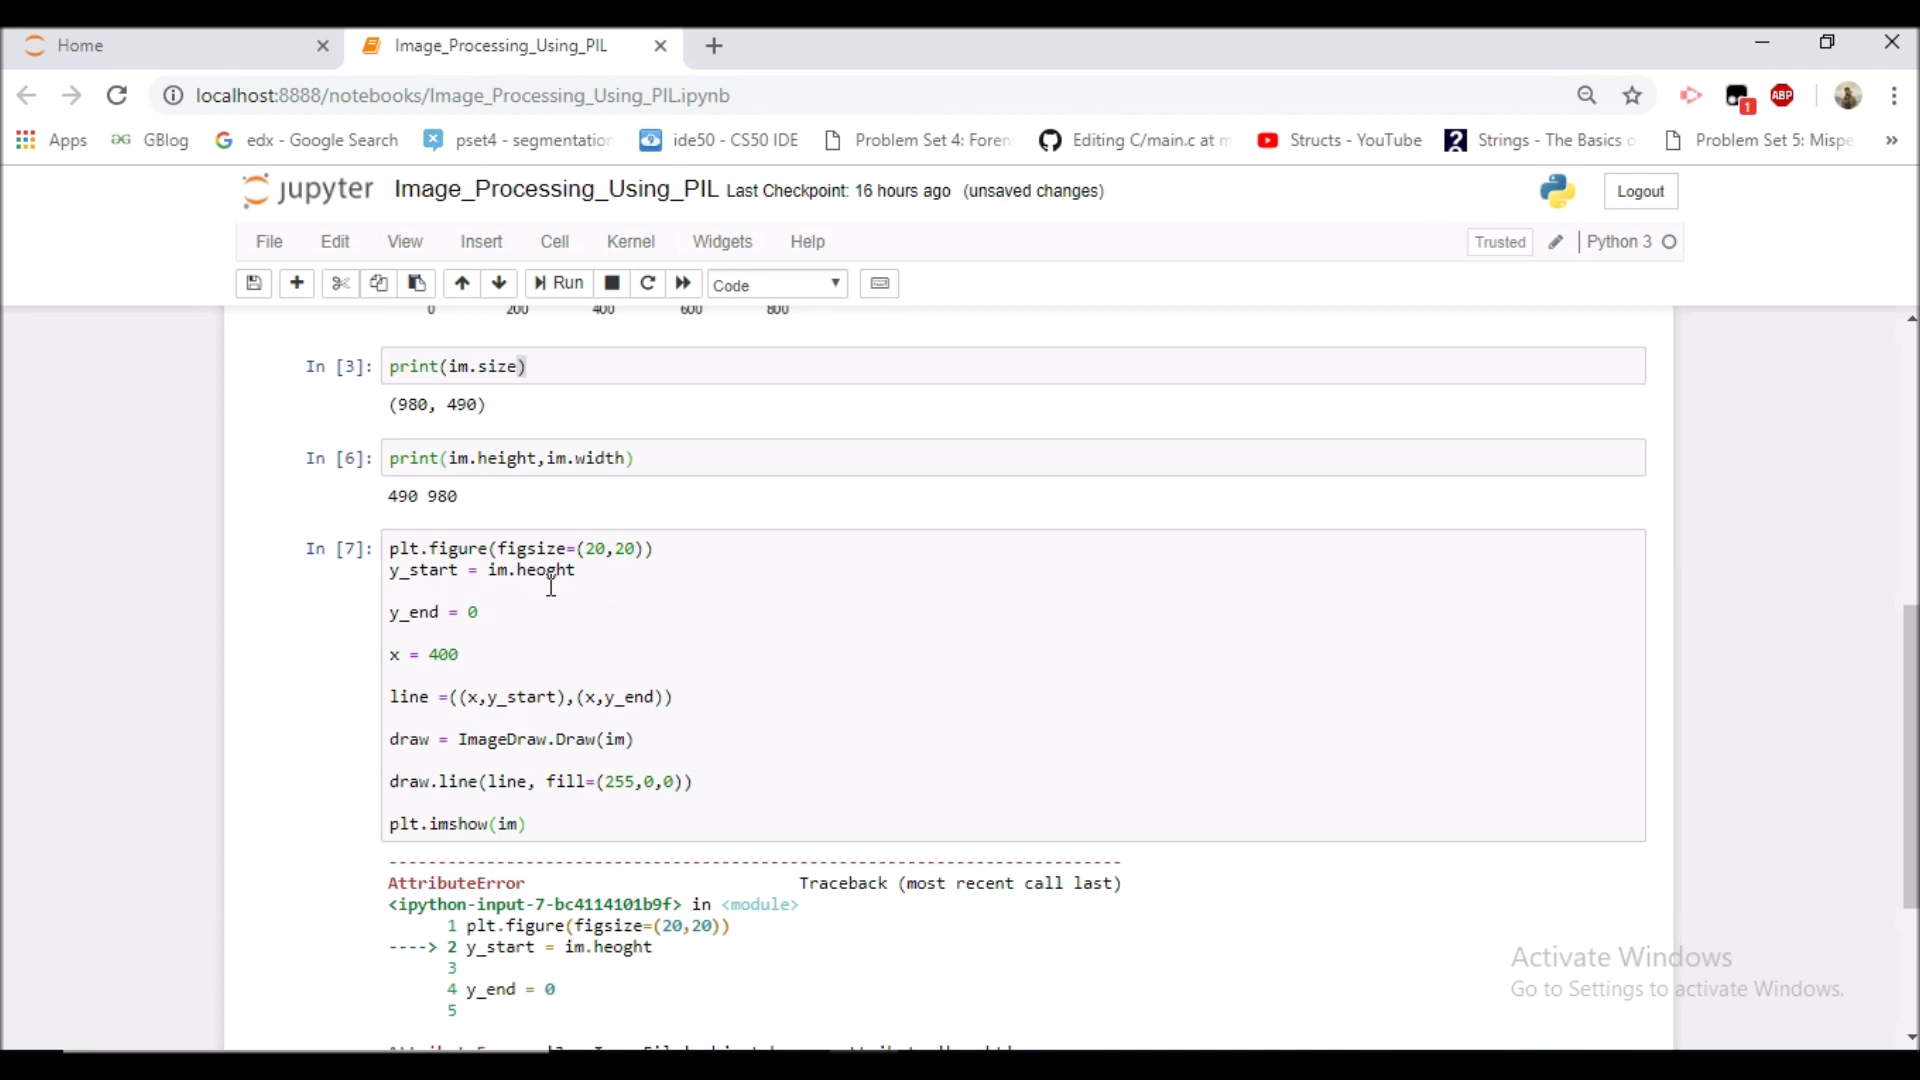 Home
Image_Processing_Using_PIL
localhost:8888/notebooks/Image_Processing_Using_PIL.ipynb
1
ABP
Apps GBlog edx - Google Search pset4 - segmentation ide50 - CS50 IDE Problem Set 4: Foren Editing C/main.c at m Structs - YouTube Strings - The Basics o Problem Set 5: Mispe »
jupyter Image_Processing_Using_PIL Last Checkpoint: 16 hours ago (unsaved changes)
Logout
File Edit View Insert Cell Kernel Widgets Help
Trusted Python 3
Run Code
0 200 400 600 800
In [3]: print(im.size)
(980, 490)
In [6]: print(im.height,im.width)
490 980
In [7]: plt.figure(figsize=(20,20))
y_start = im.heoght
y_end = 0
x = 400
line =((x,y_start),(x,y_end))
draw = ImageDraw.Draw(im)
draw.line(line, fill=(255,0,0))
plt.imshow(im)
---------------------------------------------------------------------------
AttributeError Traceback (most recent call last)
<ipython-input-7-bc4114101b9f> in <module>
1 plt.figure(figsize=(20,20))
----> 2 y_start = im.heoght
3
4 y_end = 0
5
Activate Windows
Go to Settings to activate Windows.